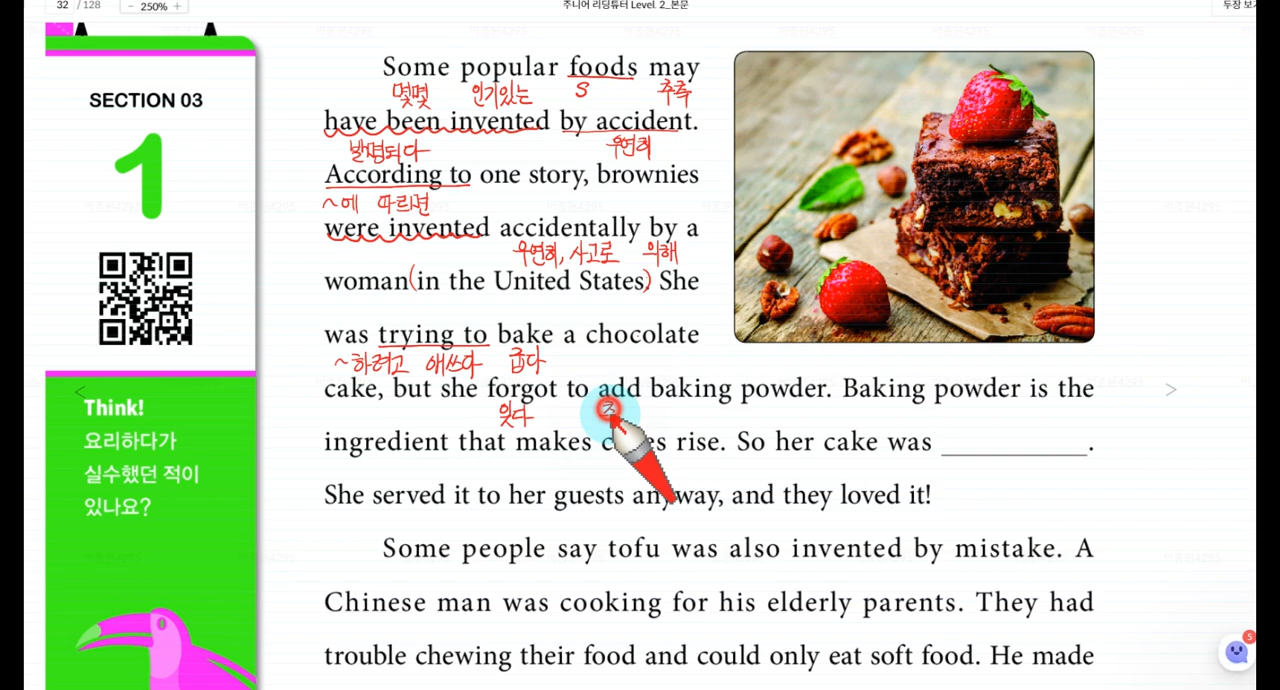 32 / 128 − 250% + 주니어 리딩튜터 Level. 2_본문
SECTION 03
1
Think!
요리하다가
실수했던 적이
있나요?
Some popular foods may
몇몇 인기있는 S 추측
have been invented by accident.
발명되다 우연히
According to one story, brownies
~에 따르면
were invented accidentally by a
우연히, 사고로 위해
woman (in the United States.) She
was trying to bake a chocolate
~하려고 애쓰다 굽다
cake, but she forgot to add baking powder. Baking powder is the
잊다
ingredient that makes rise. So her cake was ____________.
She served it to her guests anyway, and they loved it!
Some people say tofu was also invented by mistake. A
Chinese man was cooking for his elderly parents. They had
trouble chewing their food and could only eat soft food. He made
5